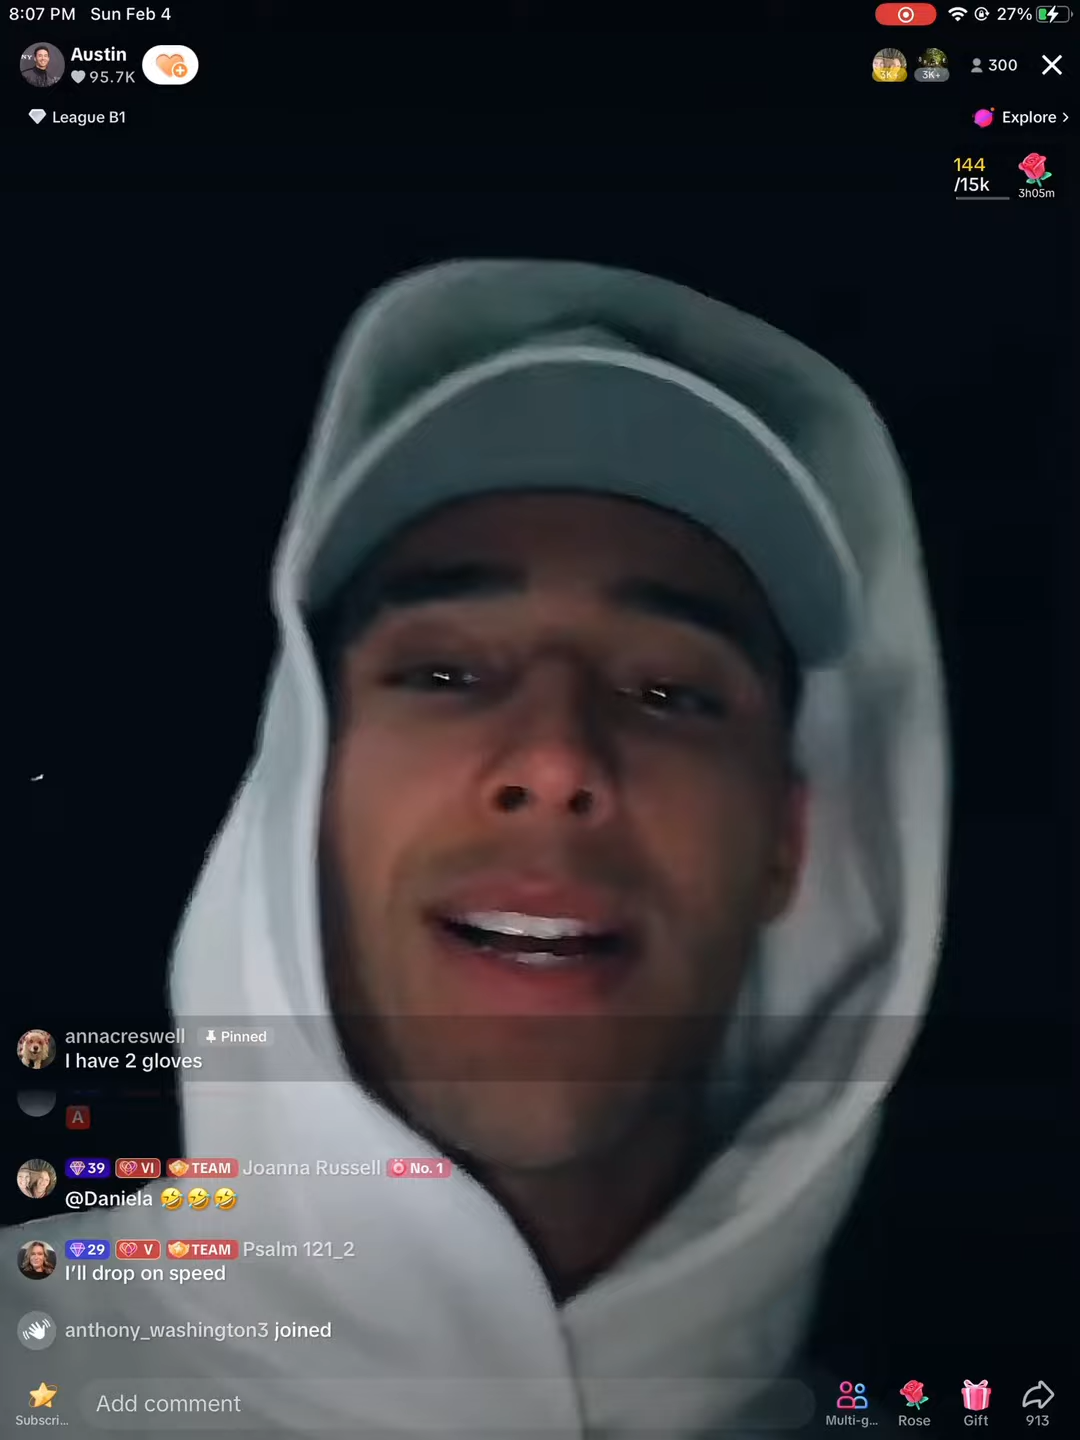 8:07 PM Sun Feb 4
27%
Austin
95.7K
3K+
3K+
300
League B1
Explore >
144
/15k
3h05m
annacreswell Pinned
I have 2 gloves
A
39 VI TEAM Joanna Russell No. 1
@Daniela 🤣🤣🤣
29 V TEAM Psalm 121_2
I'll drop on speed
anthony_washington3 joined
Subscri...
Add comment
Multi-g...
Rose
Gift
913